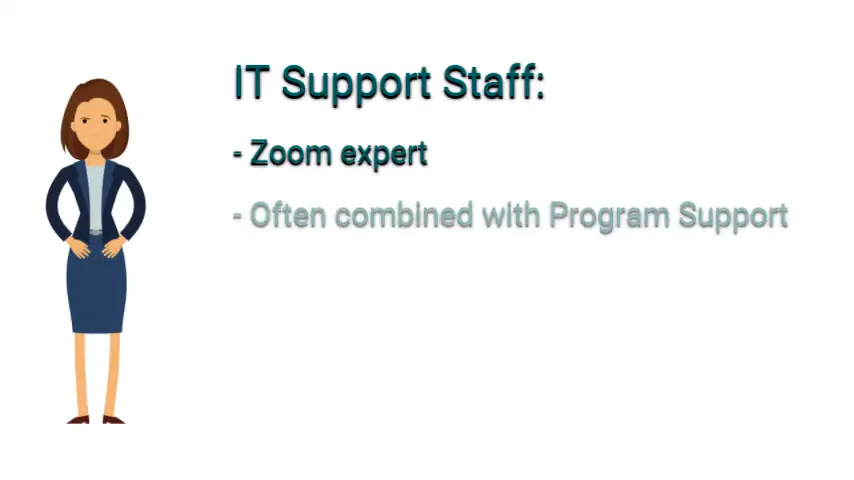 IT Support Staff:
- Zoom expert
- Often combined with Program Support